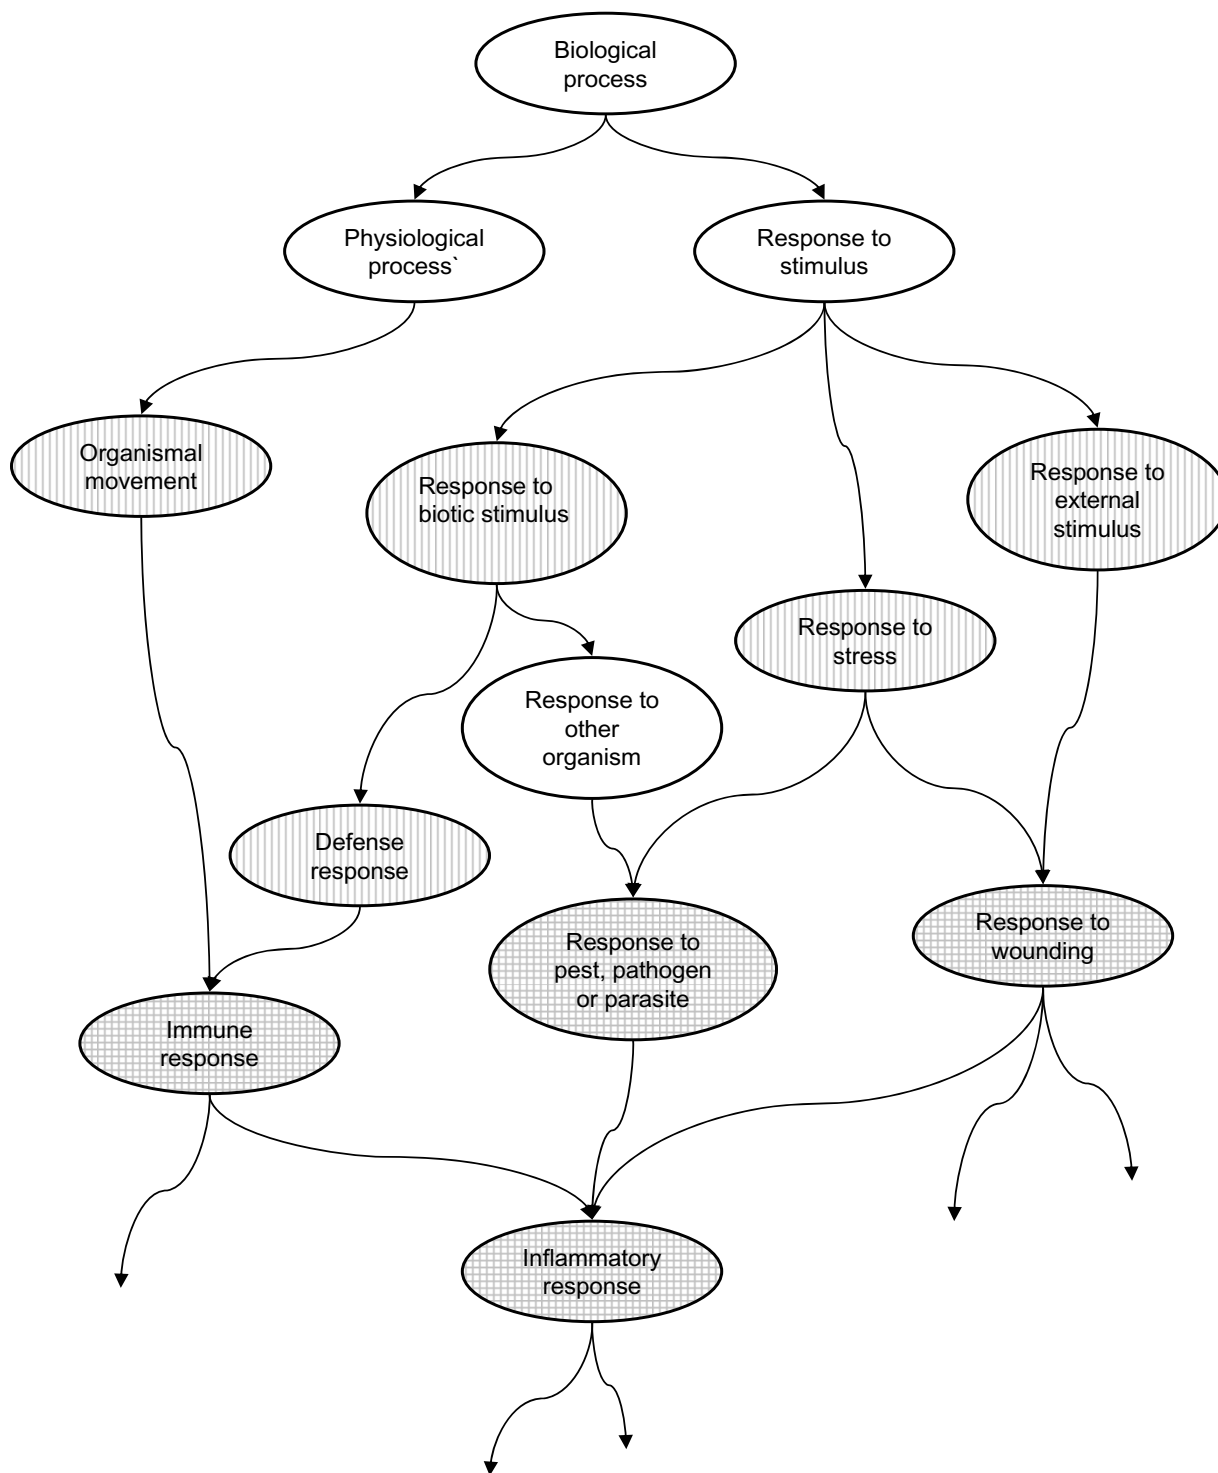 Biological
process
Physiological
process`
Response to
stimulus
Organismal
movement
Response to
biotic stimulus
Response to
external
stimulus
Response to
stress
Response to
other
organism
Defense
response
Response to
pest, pathogen
or parasite
Response to
wounding
Immune
response
Inflammatory
response